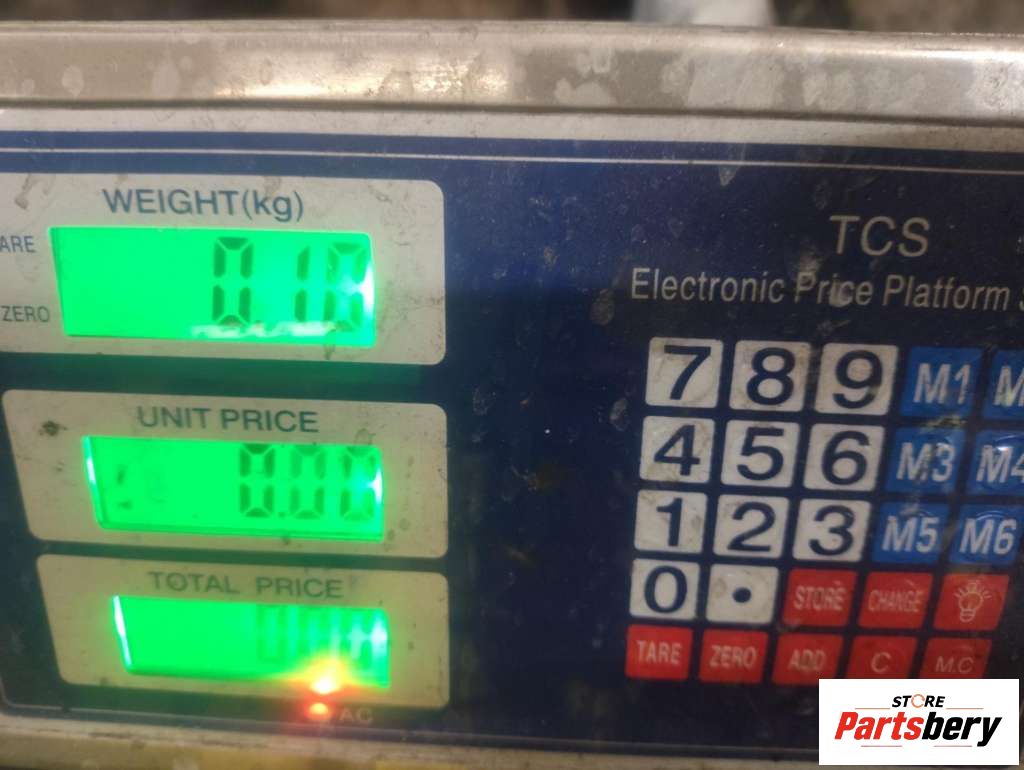 WEIGHT(kg)
ARE
0.18
ZERO
UNIT PRICE
0.00
TOTAL PRICE
AC
TCS
Electronic Price Platform
7 8 9 M1 M
4 5 6 M3 M4
1 2 3 M5 M6
0 . STORE CHANGE
TARE ZERO ADD C M.C
STORE
Partsbery